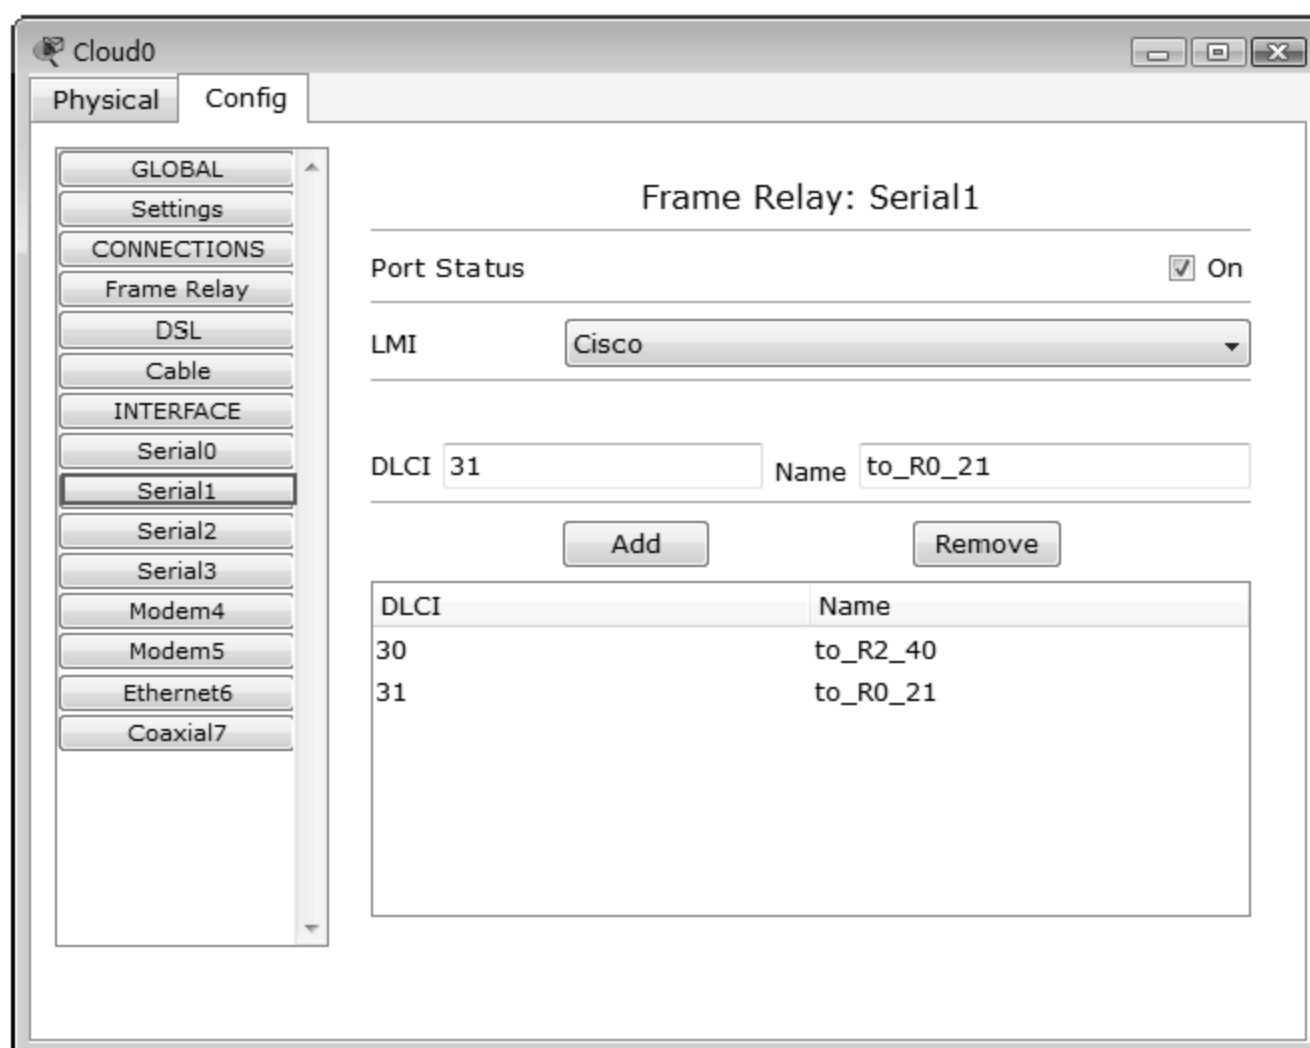 Cloud0
Physical
Config
GLOBAL
Settings
CONNECTIONS
Frame Relay
DSL
Cable
INTERFACE
Serial0
Serial1
Serial2
Serial3
Modem4
Modem5
Ethernet6
Coaxial7
Frame Relay: Serial1
Port Status
On
LMI
Cisco
DLCI 31
Name to_R0_21
Add
Remove
DLCI Name
30 to_R2_40
31 to_R0_21